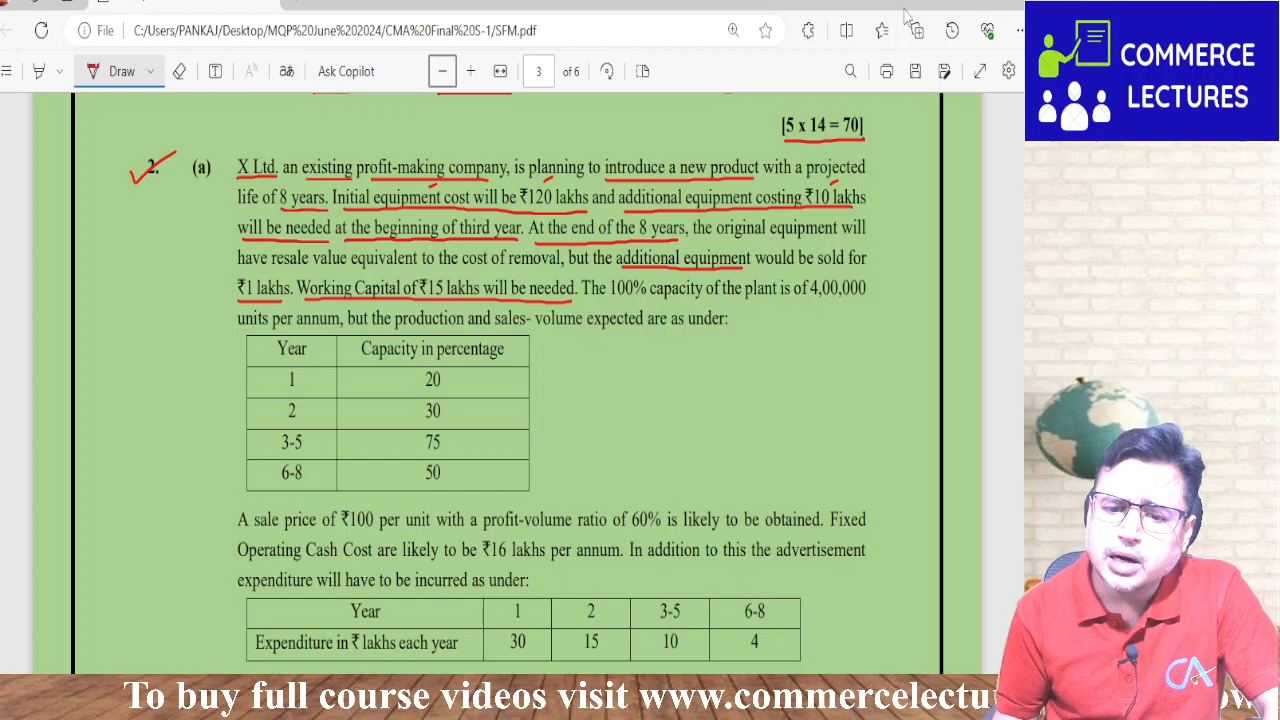 File
C:/Users/PANKAJ/Desktop/MQP%20June%202024/CMA%20Final%20S-1/SFM.pdf
Draw
Ask Copilot
3 of 6
COMMERCE
LECTURES
[5 x 14 = 70]
2. (a) X Ltd. an existing profit-making company, is planning to introduce a new product with a projected
life of 8 years. Initial equipment cost will be ₹120 lakhs and additional equipment costing ₹10 lakhs
will be needed at the beginning of third year. At the end of the 8 years, the original equipment will
have resale value equivalent to the cost of removal, but the additional equipment would be sold for
₹1 lakhs. Working Capital of ₹15 lakhs will be needed. The 100% capacity of the plant is of 4,00,000
units per annum, but the production and sales- volume expected are as under:
Year Capacity in percentage
1 20
2 30
3-5 75
6-8 50
A sale price of ₹100 per unit with a profit-volume ratio of 60% is likely to be obtained. Fixed
Operating Cash Cost are likely to be ₹16 lakhs per annum. In addition to this the advertisement
expenditure will have to be incurred as under:
Year 1 2 3-5 6-8
Expenditure in ₹ lakhs each year 30 15 10 4
CA
To buy full course videos visit www.commercelectu